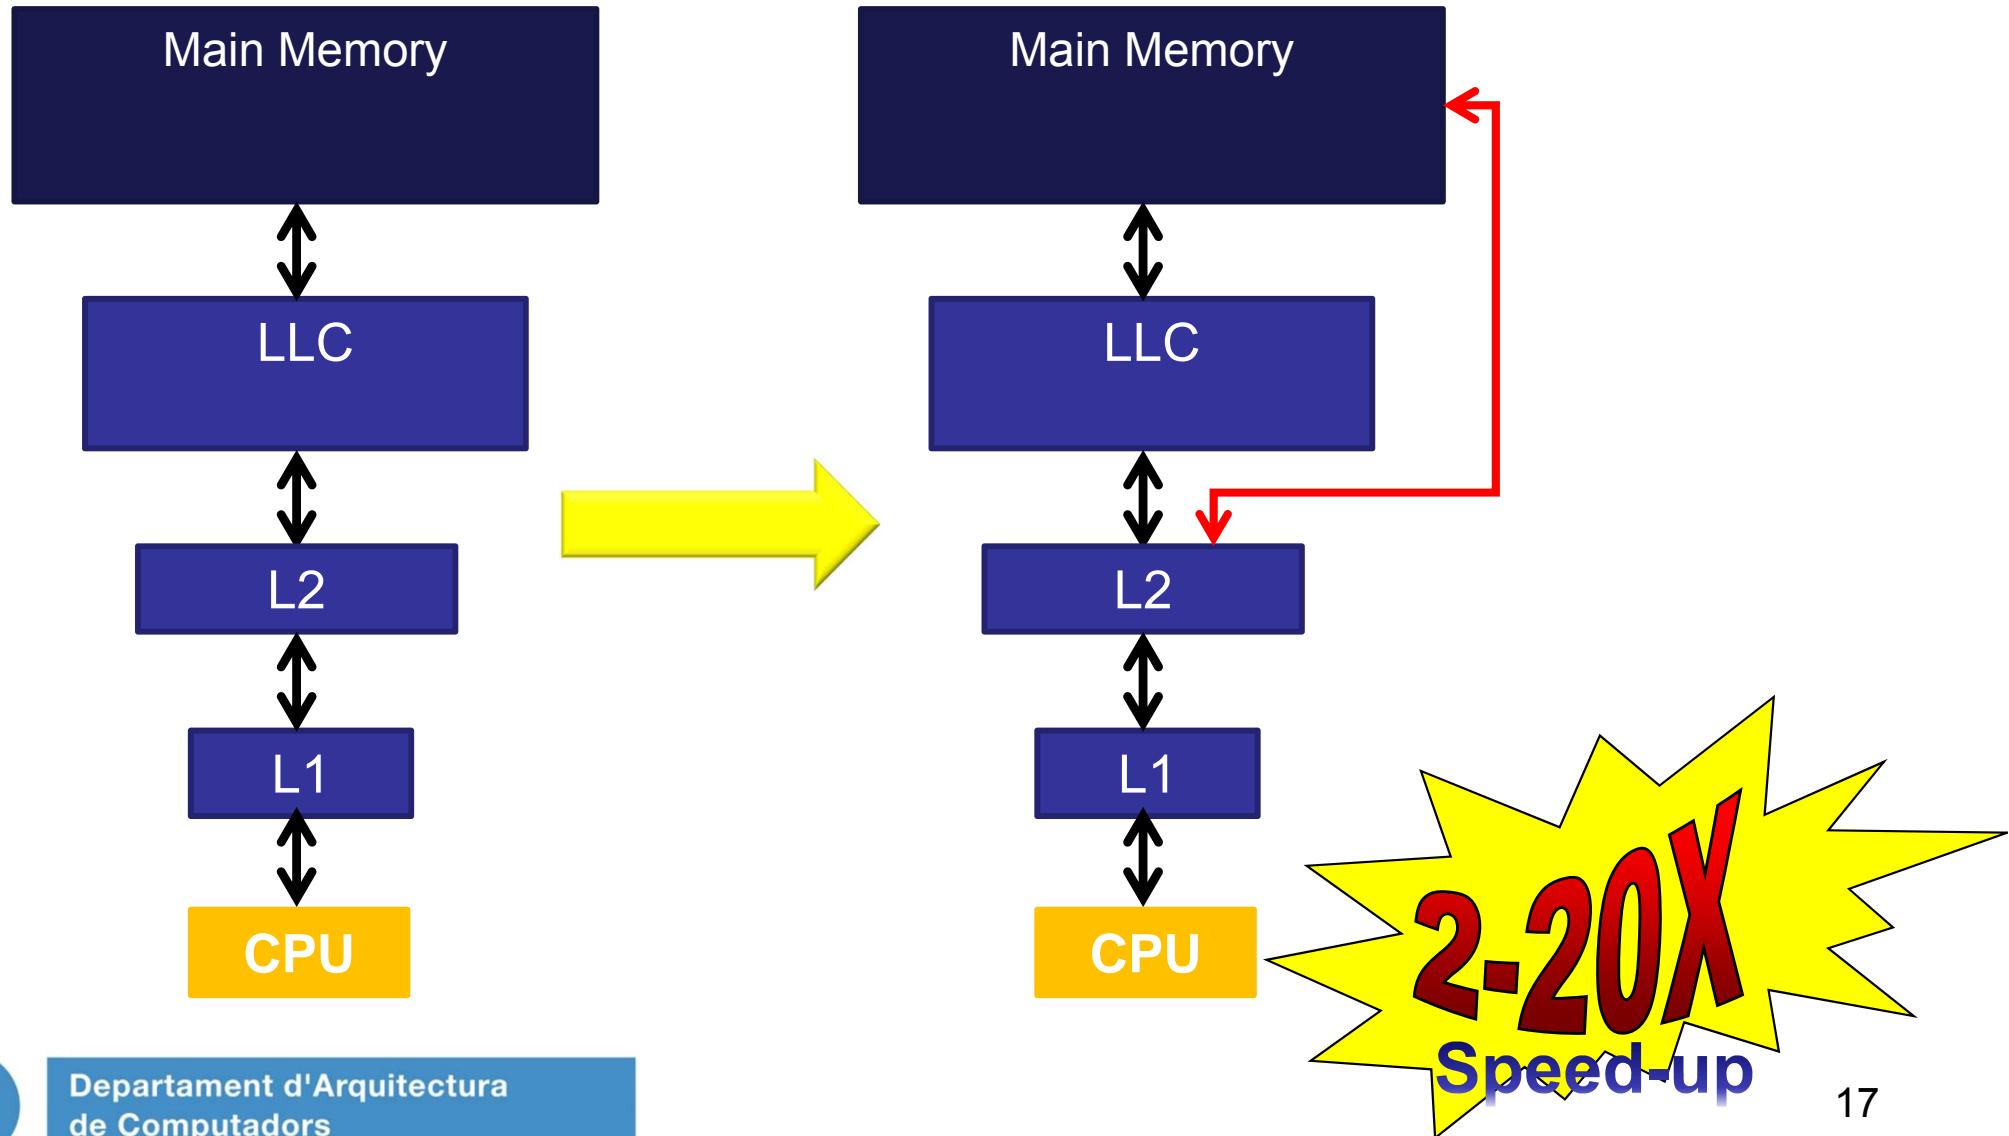 Main Memory
LLC
L2
L1
CPU
Main Memory
LLC
L2
L1
CPU
2-20X
Speed-up
Departament d'Arquitectura
de Computadors
17